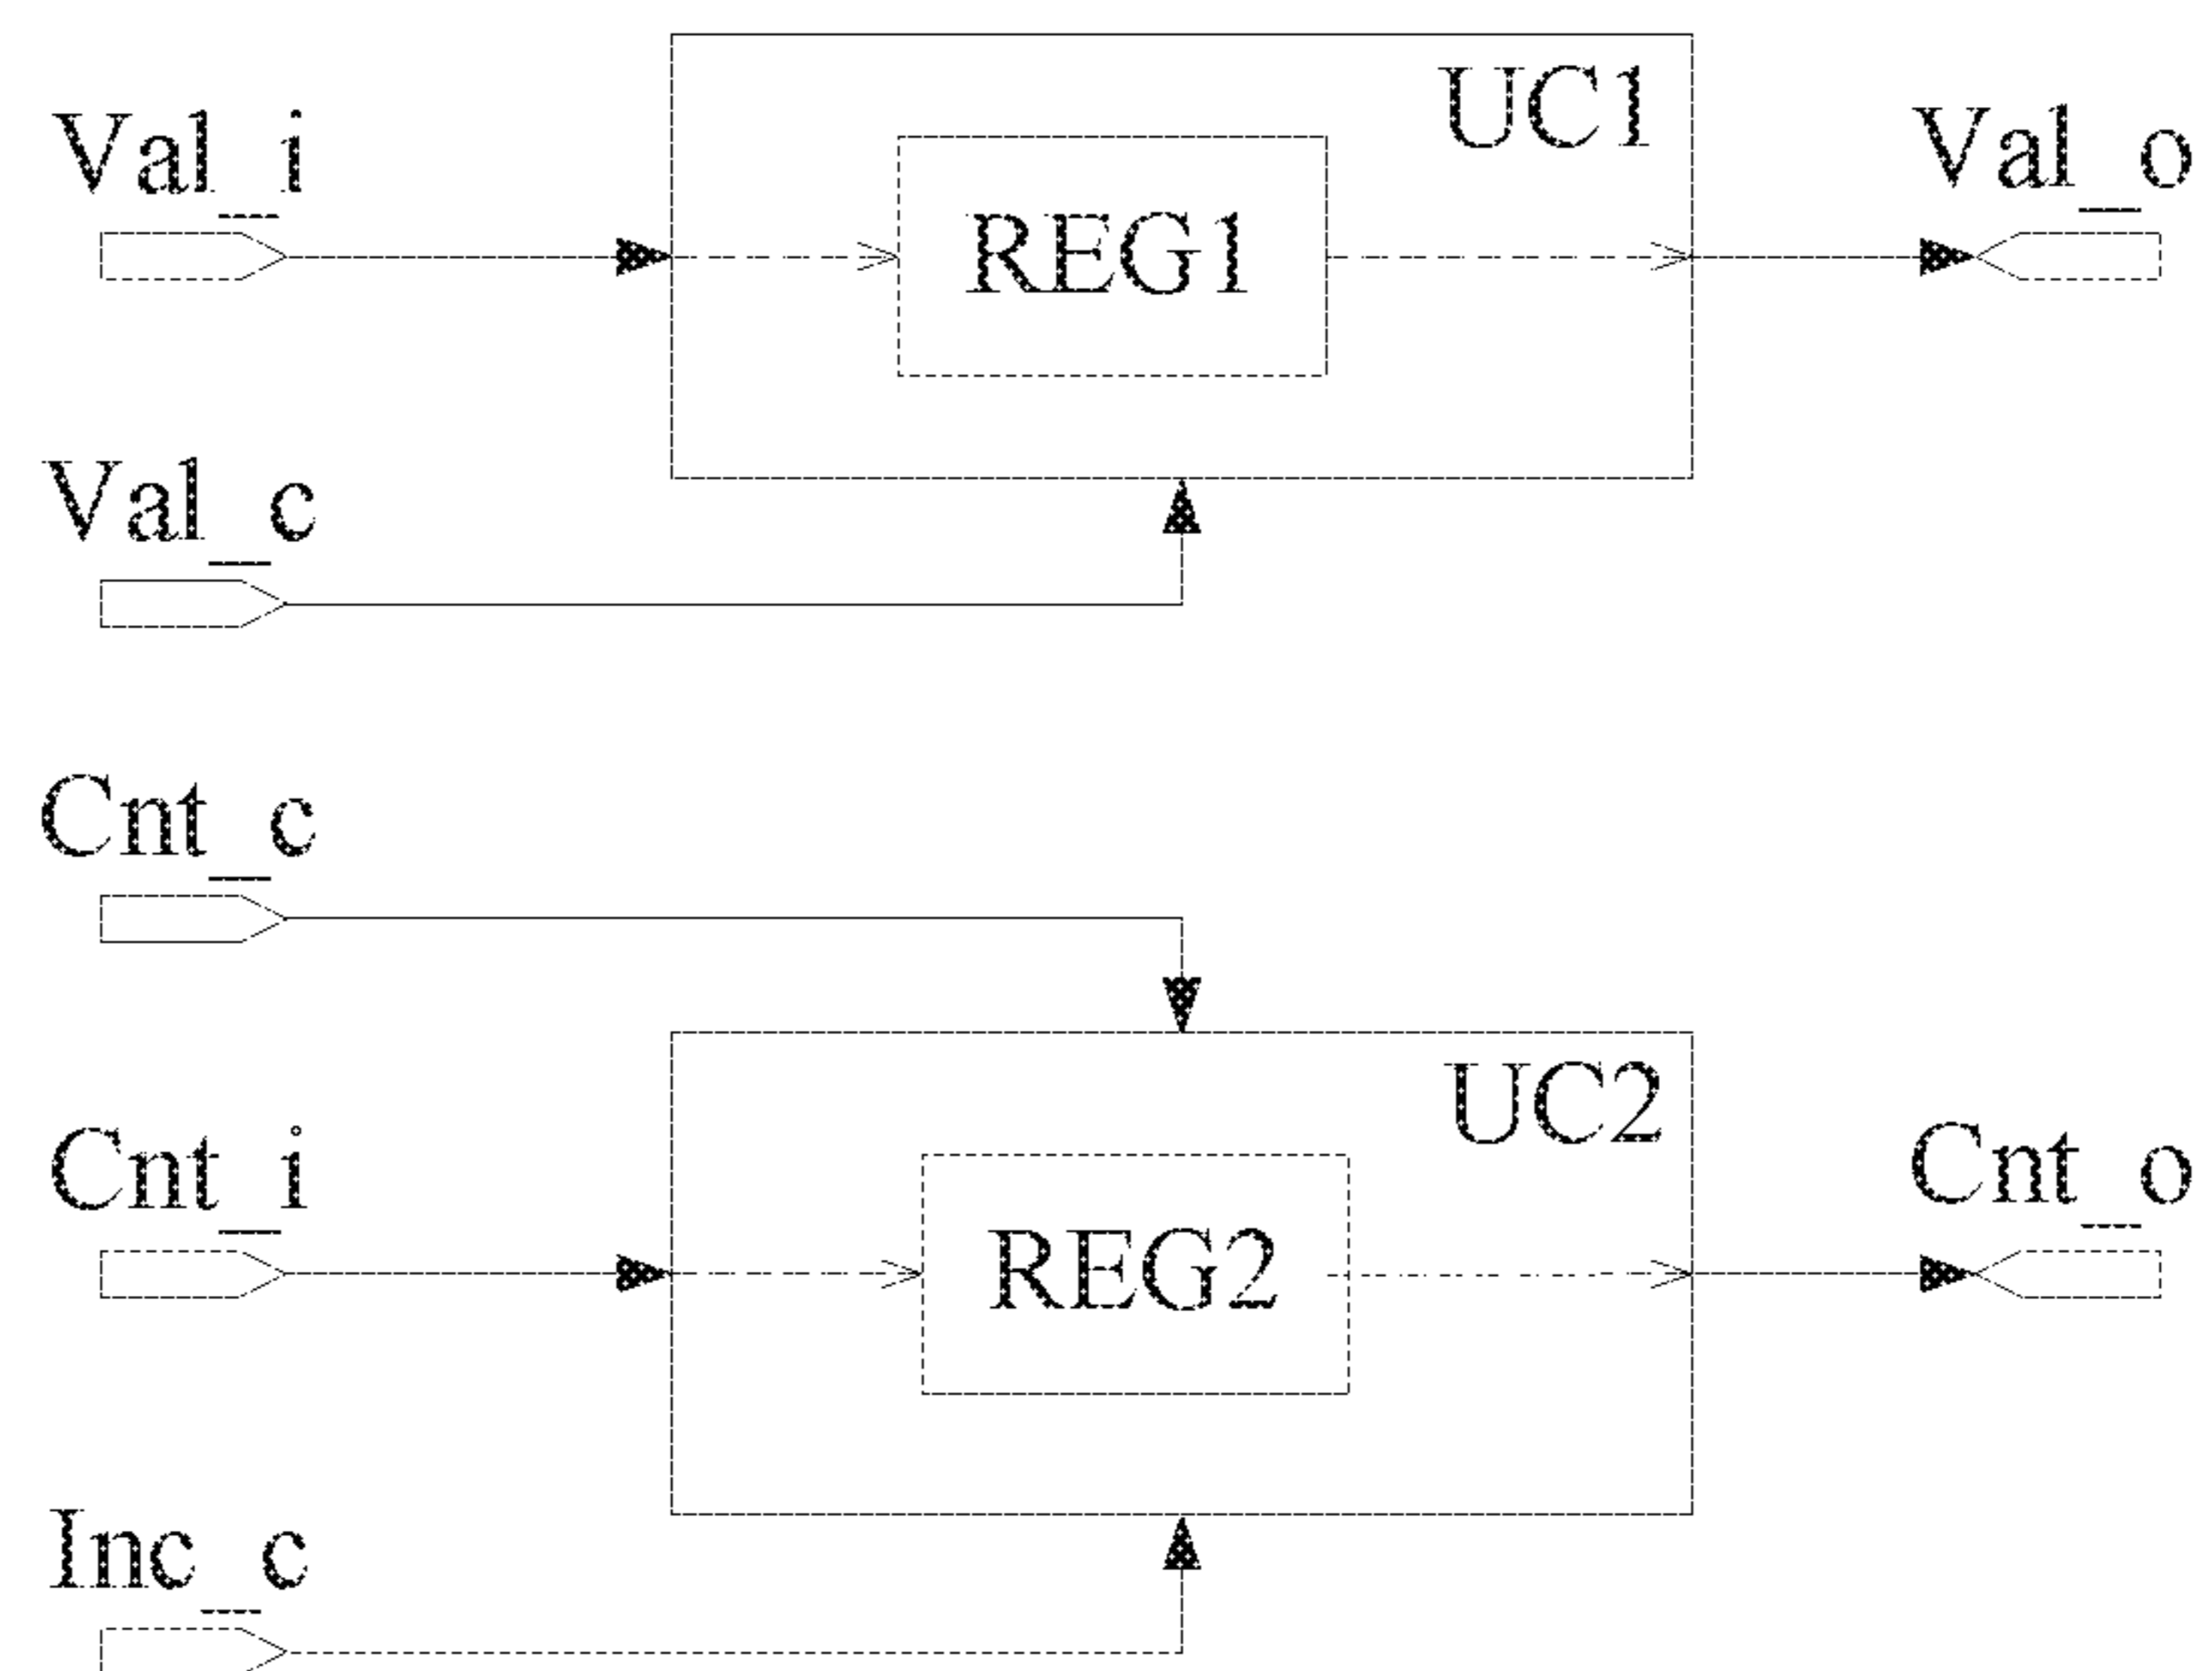 UC1
Val_i
Val_o
REG1
Val_c
Cnt_c
UC2
Cnt_i
Cnt_o
REG2
Inc_c